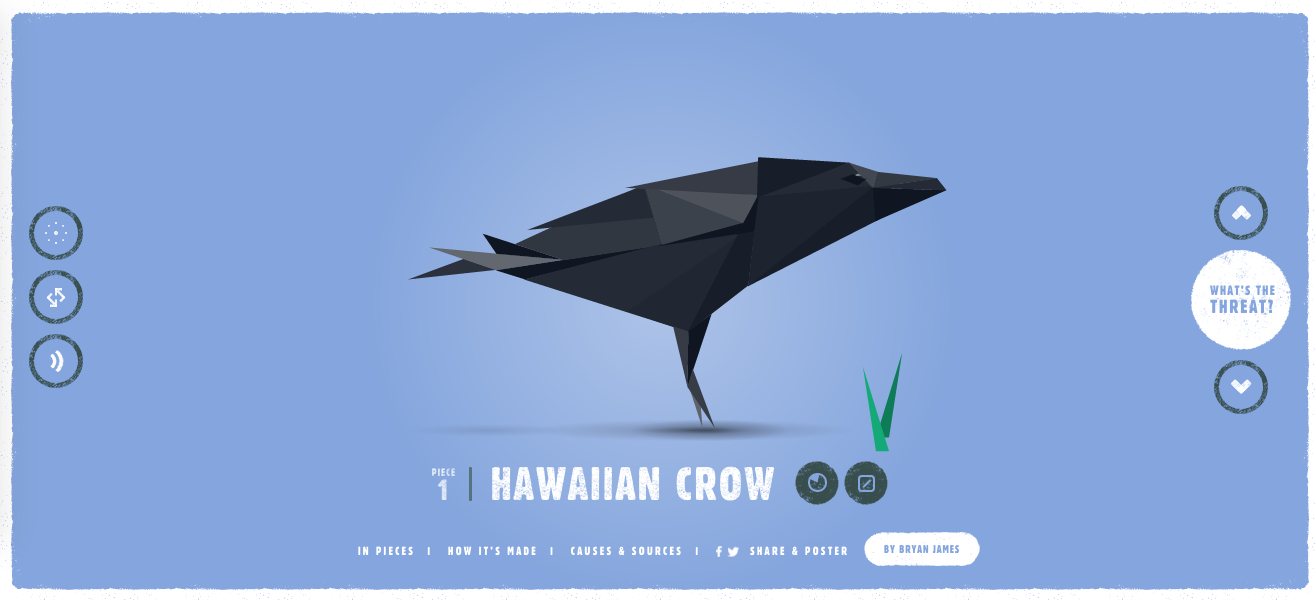 WHAT'S THE
THREAT?
PIECE
1
HAWAIIAN CROW
IN PIECES | HOW IT'S MADE | CAUSES & SOURCES | SHARE & POSTER
BY BRYAN JAMES